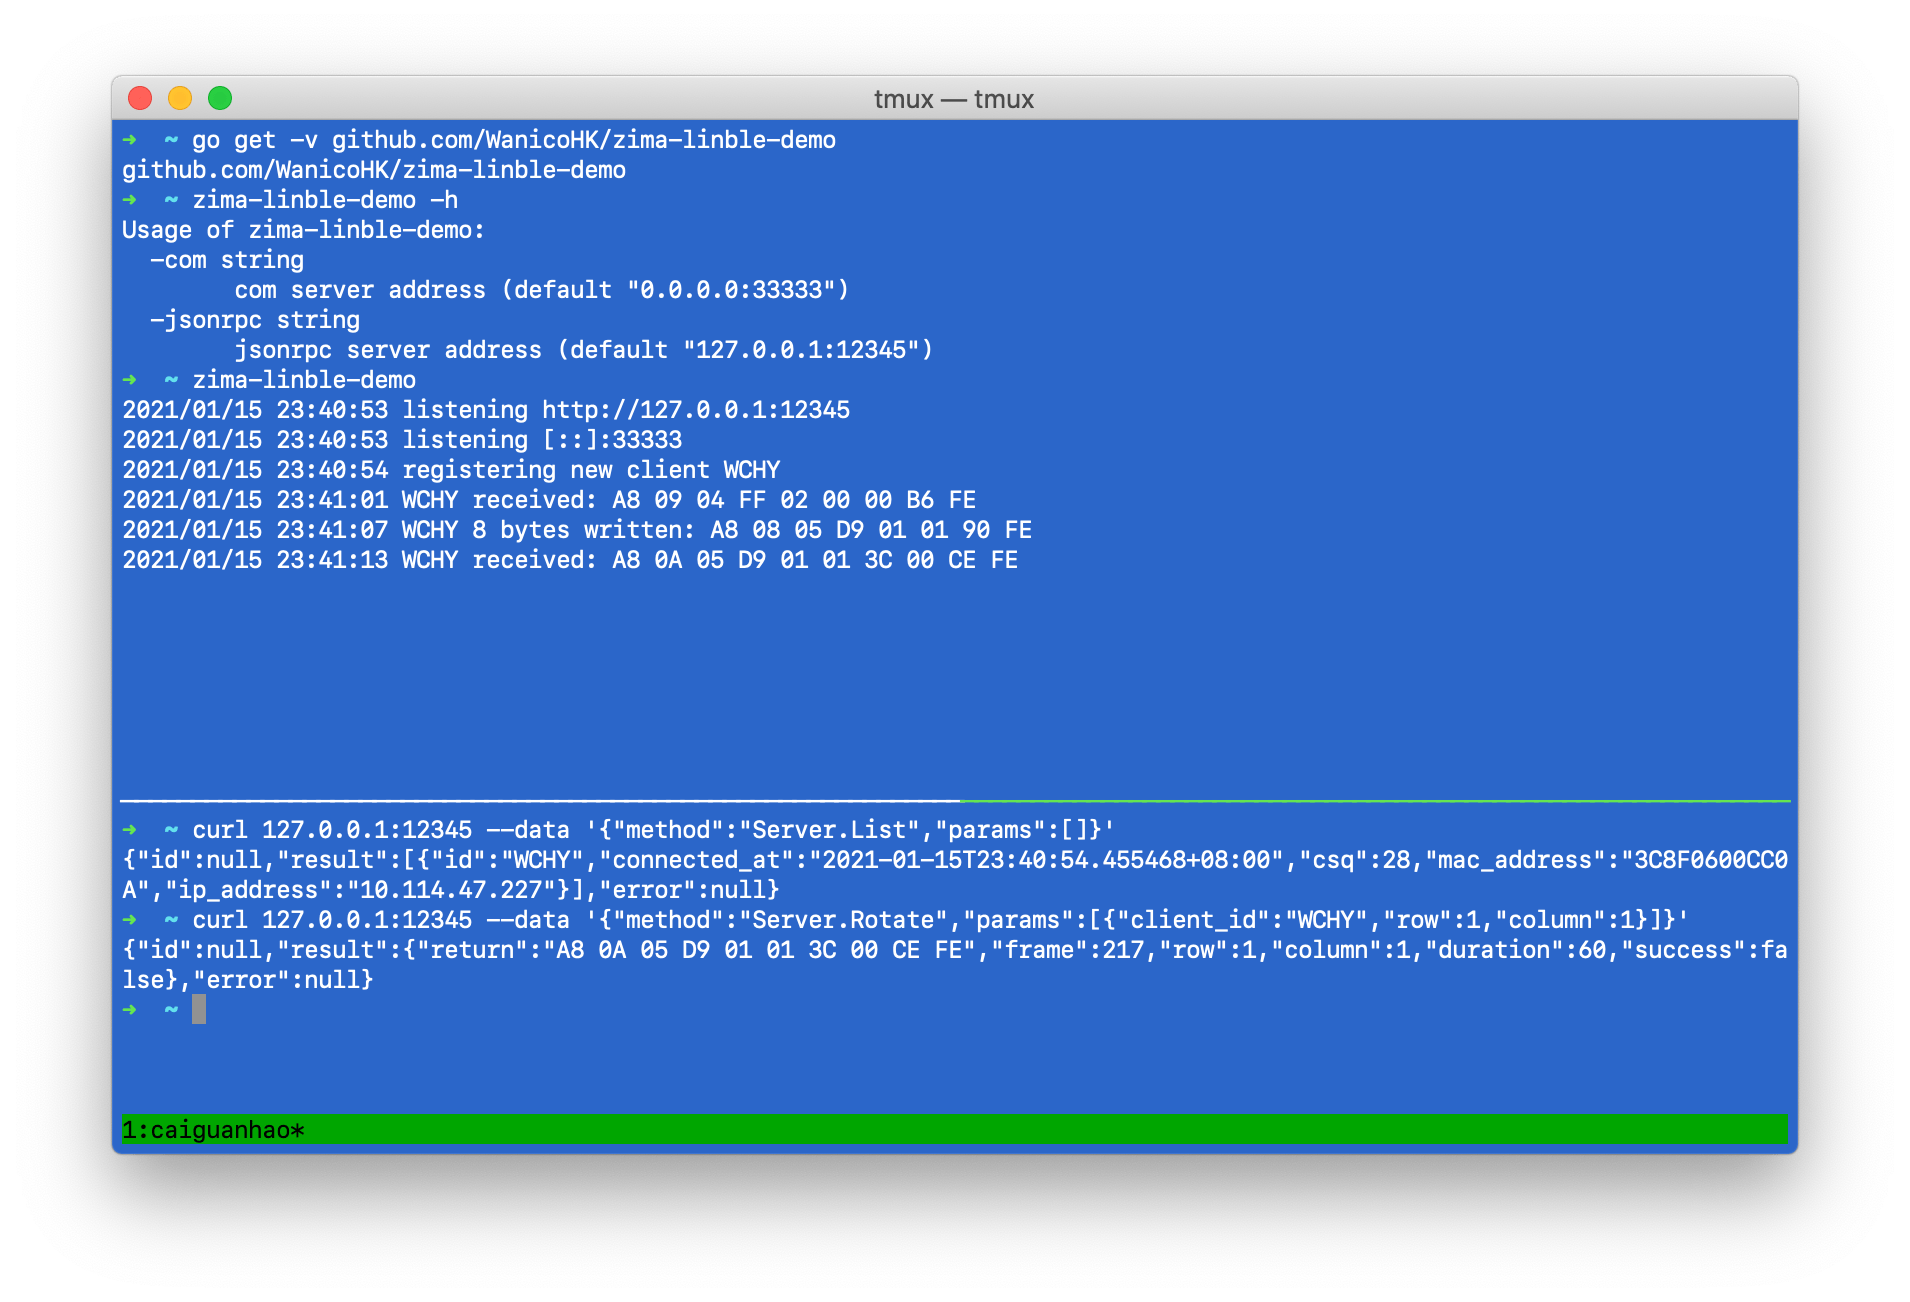 tmux — tmux
➜  ~ go get -v github.com/WanicoHK/zima-linble-demo
github.com/WanicoHK/zima-linble-demo
➜  ~ zima-linble-demo -h
Usage of zima-linble-demo:
  -com string
        com server address (default "0.0.0.0:33333")
  -jsonrpc string
        jsonrpc server address (default "127.0.0.1:12345")
➜  ~ zima-linble-demo
2021/01/15 23:40:53 listening http://127.0.0.1:12345
2021/01/15 23:40:53 listening [::]:33333
2021/01/15 23:40:54 registering new client WCHY
2021/01/15 23:41:01 WCHY received: A8 09 04 FF 02 00 00 B6 FE
2021/01/15 23:41:07 WCHY 8 bytes written: A8 08 05 D9 01 01 90 FE
2021/01/15 23:41:13 WCHY received: A8 0A 05 D9 01 01 3C 00 CE FE
➜  ~ curl 127.0.0.1:12345 --data '{"method":"Server.List","params":[]}'
{"id":null,"result":[{"id":"WCHY","connected_at":"2021-01-15T23:40:54.455468+08:00","csq":28,"mac_address":"3C8F0600CC0
A","ip_address":"10.114.47.227"}],"error":null}
➜  ~ curl 127.0.0.1:12345 --data '{"method":"Server.Rotate","params":[{"client_id":"WCHY","row":1,"column":1}]}'
{"id":null,"result":{"return":"A8 0A 05 D9 01 01 3C 00 CE FE","frame":217,"row":1,"column":1,"duration":60,"success":fa
lse},"error":null}
➜  ~
1:caiguanhao*